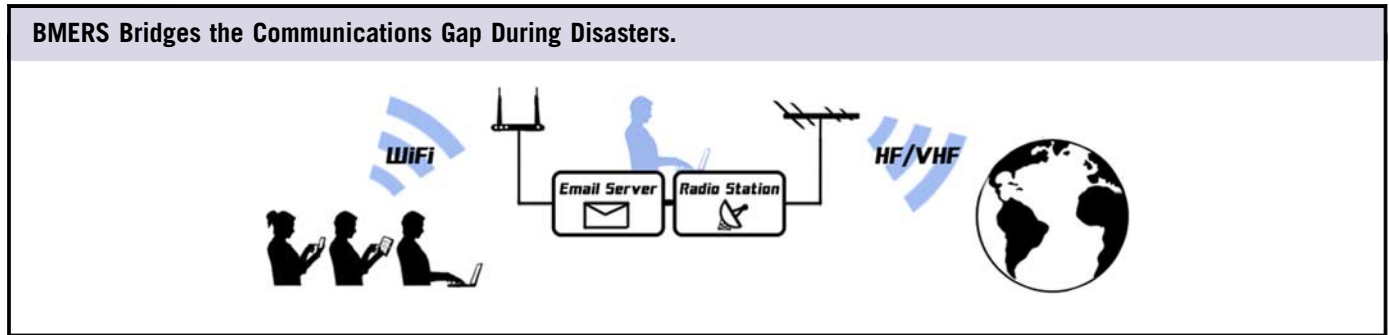 BMERS Bridges the Communications Gap During Disasters.
WiFi
HF/VHF
Email Server
Radio Station